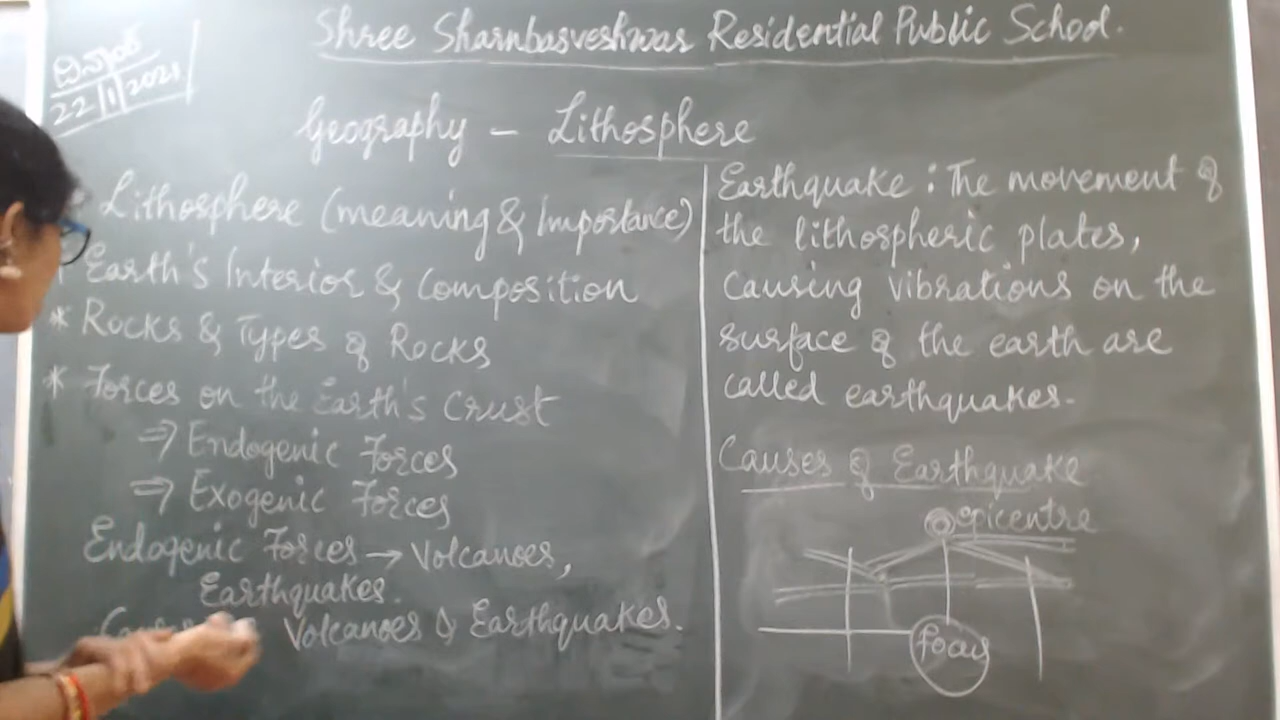 Shree Sharnbasveshwar Residential Public School.
ದಿನಾಂಕ
22/1/2021
Geography - Lithosphere
Lithosphere (meaning & Importance)
Earth's Interior & Composition
* Rocks & Types of Rocks
* Forces on the Earth's Crust
⇒ Endogenic Forces
⇒ Exogenic Forces
Endogenic Forces → Volcanoes,
Earthquakes.
Volcanoes & Earthquakes.
Earthquake : The movement of
the lithospheric plates,
causing vibrations on the
surface of the earth are
called earthquakes.
Causes of Earthquake
epicentre
focus